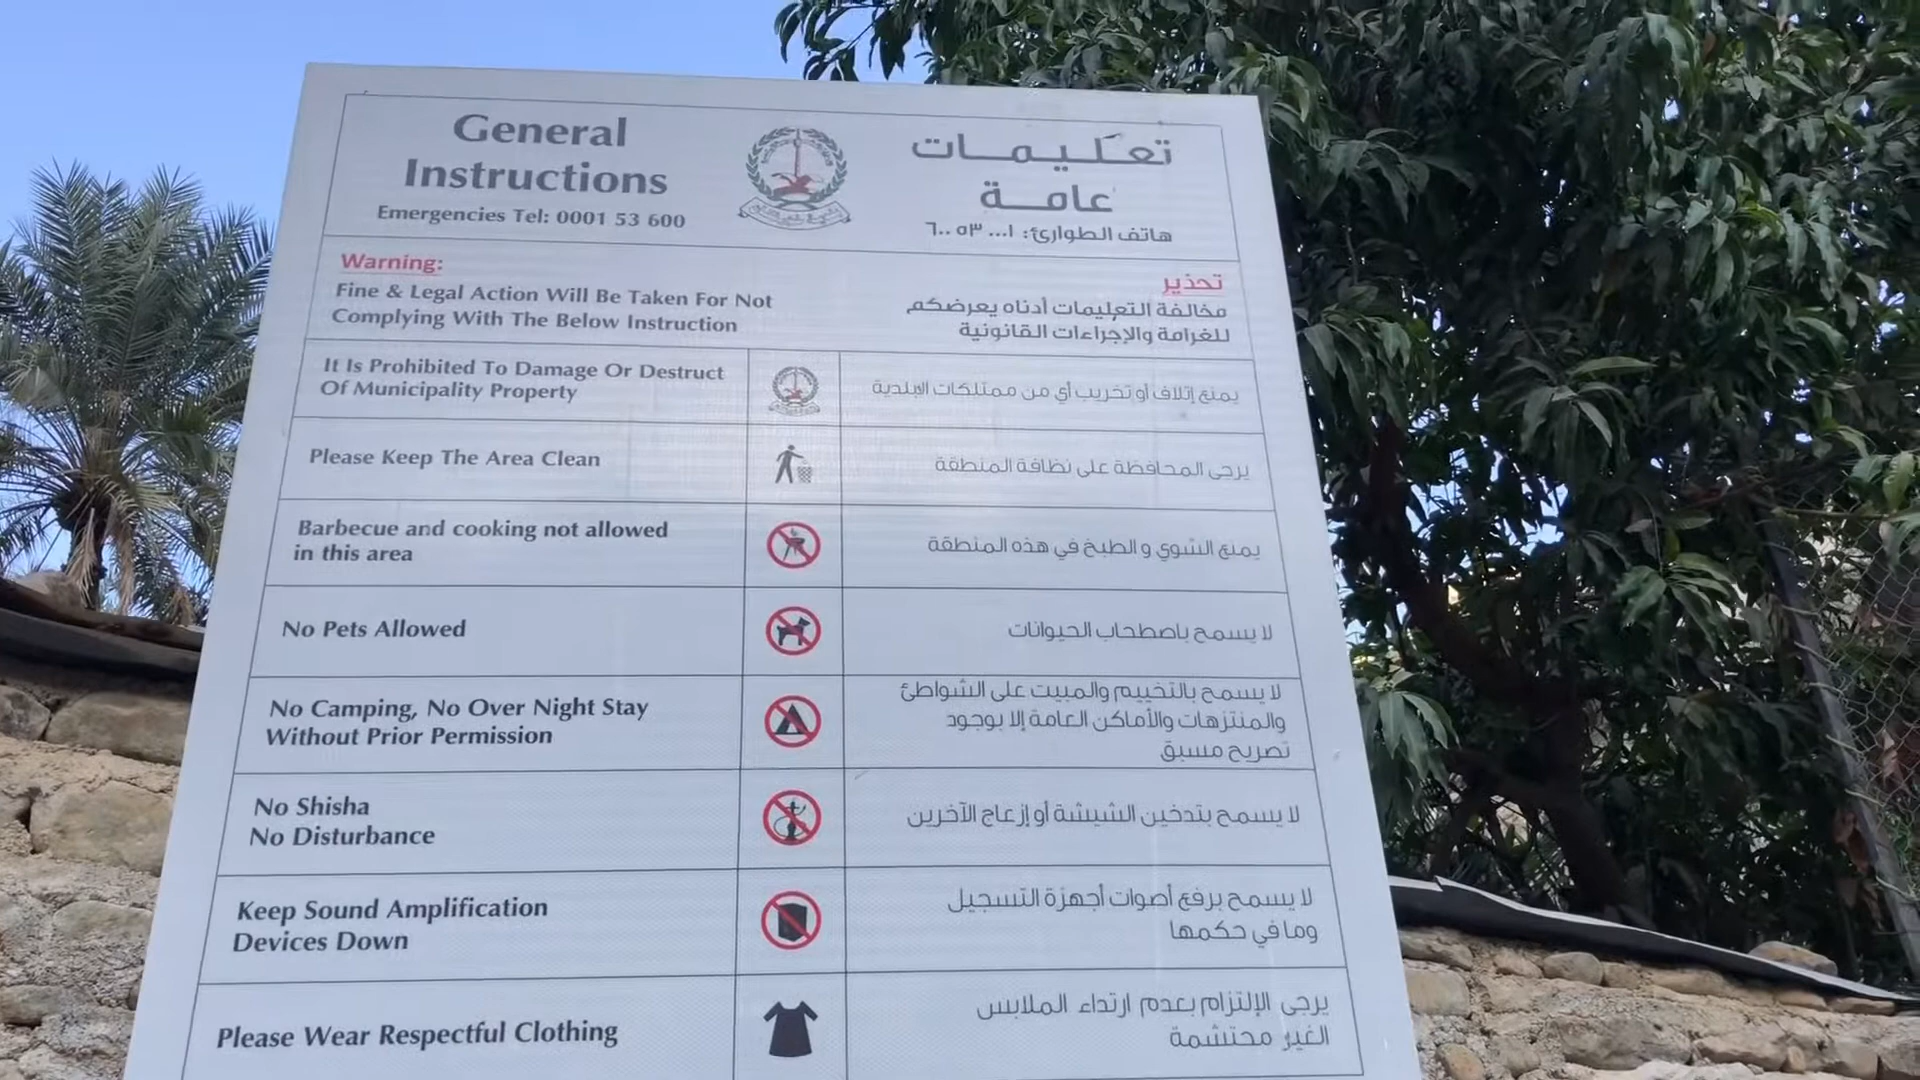 General
Instructions
Emergencies Tel: 0001 53 600
تعليمات
عامة
هاتف الطوارئ: ٠٠٠١ ٥٣ ٦٠٠
Warning:
Fine & Legal Action Will Be Taken For Not
Complying With The Below Instruction
تحذير
مخالفة التعليمات أدناه يعرضكم
للغرامة والإجراءات القانونية
It Is Prohibited To Damage Or Destruct
Of Municipality Property
يمنع إتلاف أو تخريب أي من ممتلكات البلدية
Please Keep The Area Clean
يرجى المحافظة على نظافة المنطقة
Barbecue and cooking not allowed
in this area
يمنع الشوي و الطبخ في هذه المنطقة
No Pets Allowed
لا يسمح باصطحاب الحيوانات
No Camping, No Over Night Stay
Without Prior Permission
لا يسمح بالتخييم والمبيت على الشواطئ
والمنتزهات والأماكن العامة إلا بوجود
تصريح مسبق
No Shisha
No Disturbance
لا يسمح بتدخين الشيشة أو إزعاج الآخرين
Keep Sound Amplification
Devices Down
لا يسمح برفع أصوات أجهزة التسجيل
وما في حكمها
Please Wear Respectful Clothing
يرجى الإلتزام بعدم ارتداء الملابس
الغير محتشمة